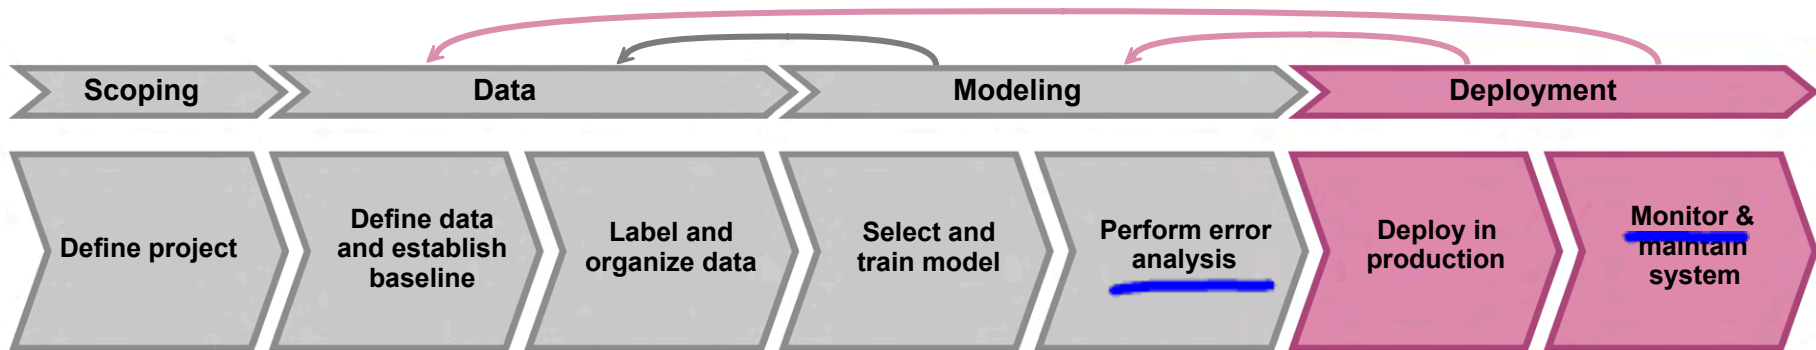 Scoping
Data
Modeling
Deployment
Define project
Define data
and establish
baseline
Label and
organize data
Select and
train model
Perform error
analysis
Deploy in
production
Monitor &
maintain
system